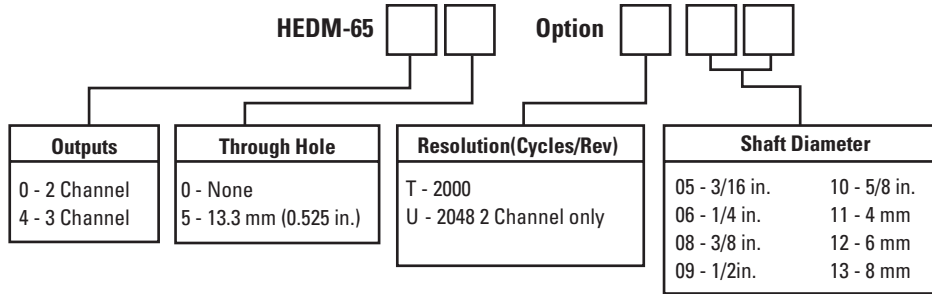 HEDM-65 Option
Outputs
0 - 2 Channel
4 - 3 Channel
Through Hole
0 - None
5 - 13.3 mm (0.525 in.)
Resolution(Cycles/Rev)
T - 2000
U - 2048 2 Channel only
Shaft Diameter
05 - 3/16 in. 10 - 5/8 in.
06 - 1/4 in. 11 - 4 mm
08 - 3/8 in. 12 - 6 mm
09 - 1/2in. 13 - 8 mm